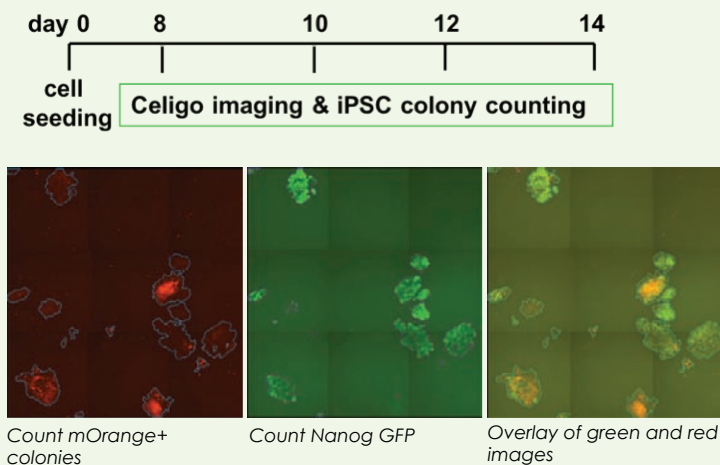 day 0 8 10 12 14
cell
seeding
Celigo imaging & iPSC colony counting
Count mOrange+
colonies
Count Nanog GFP
Overlay of green and red
images